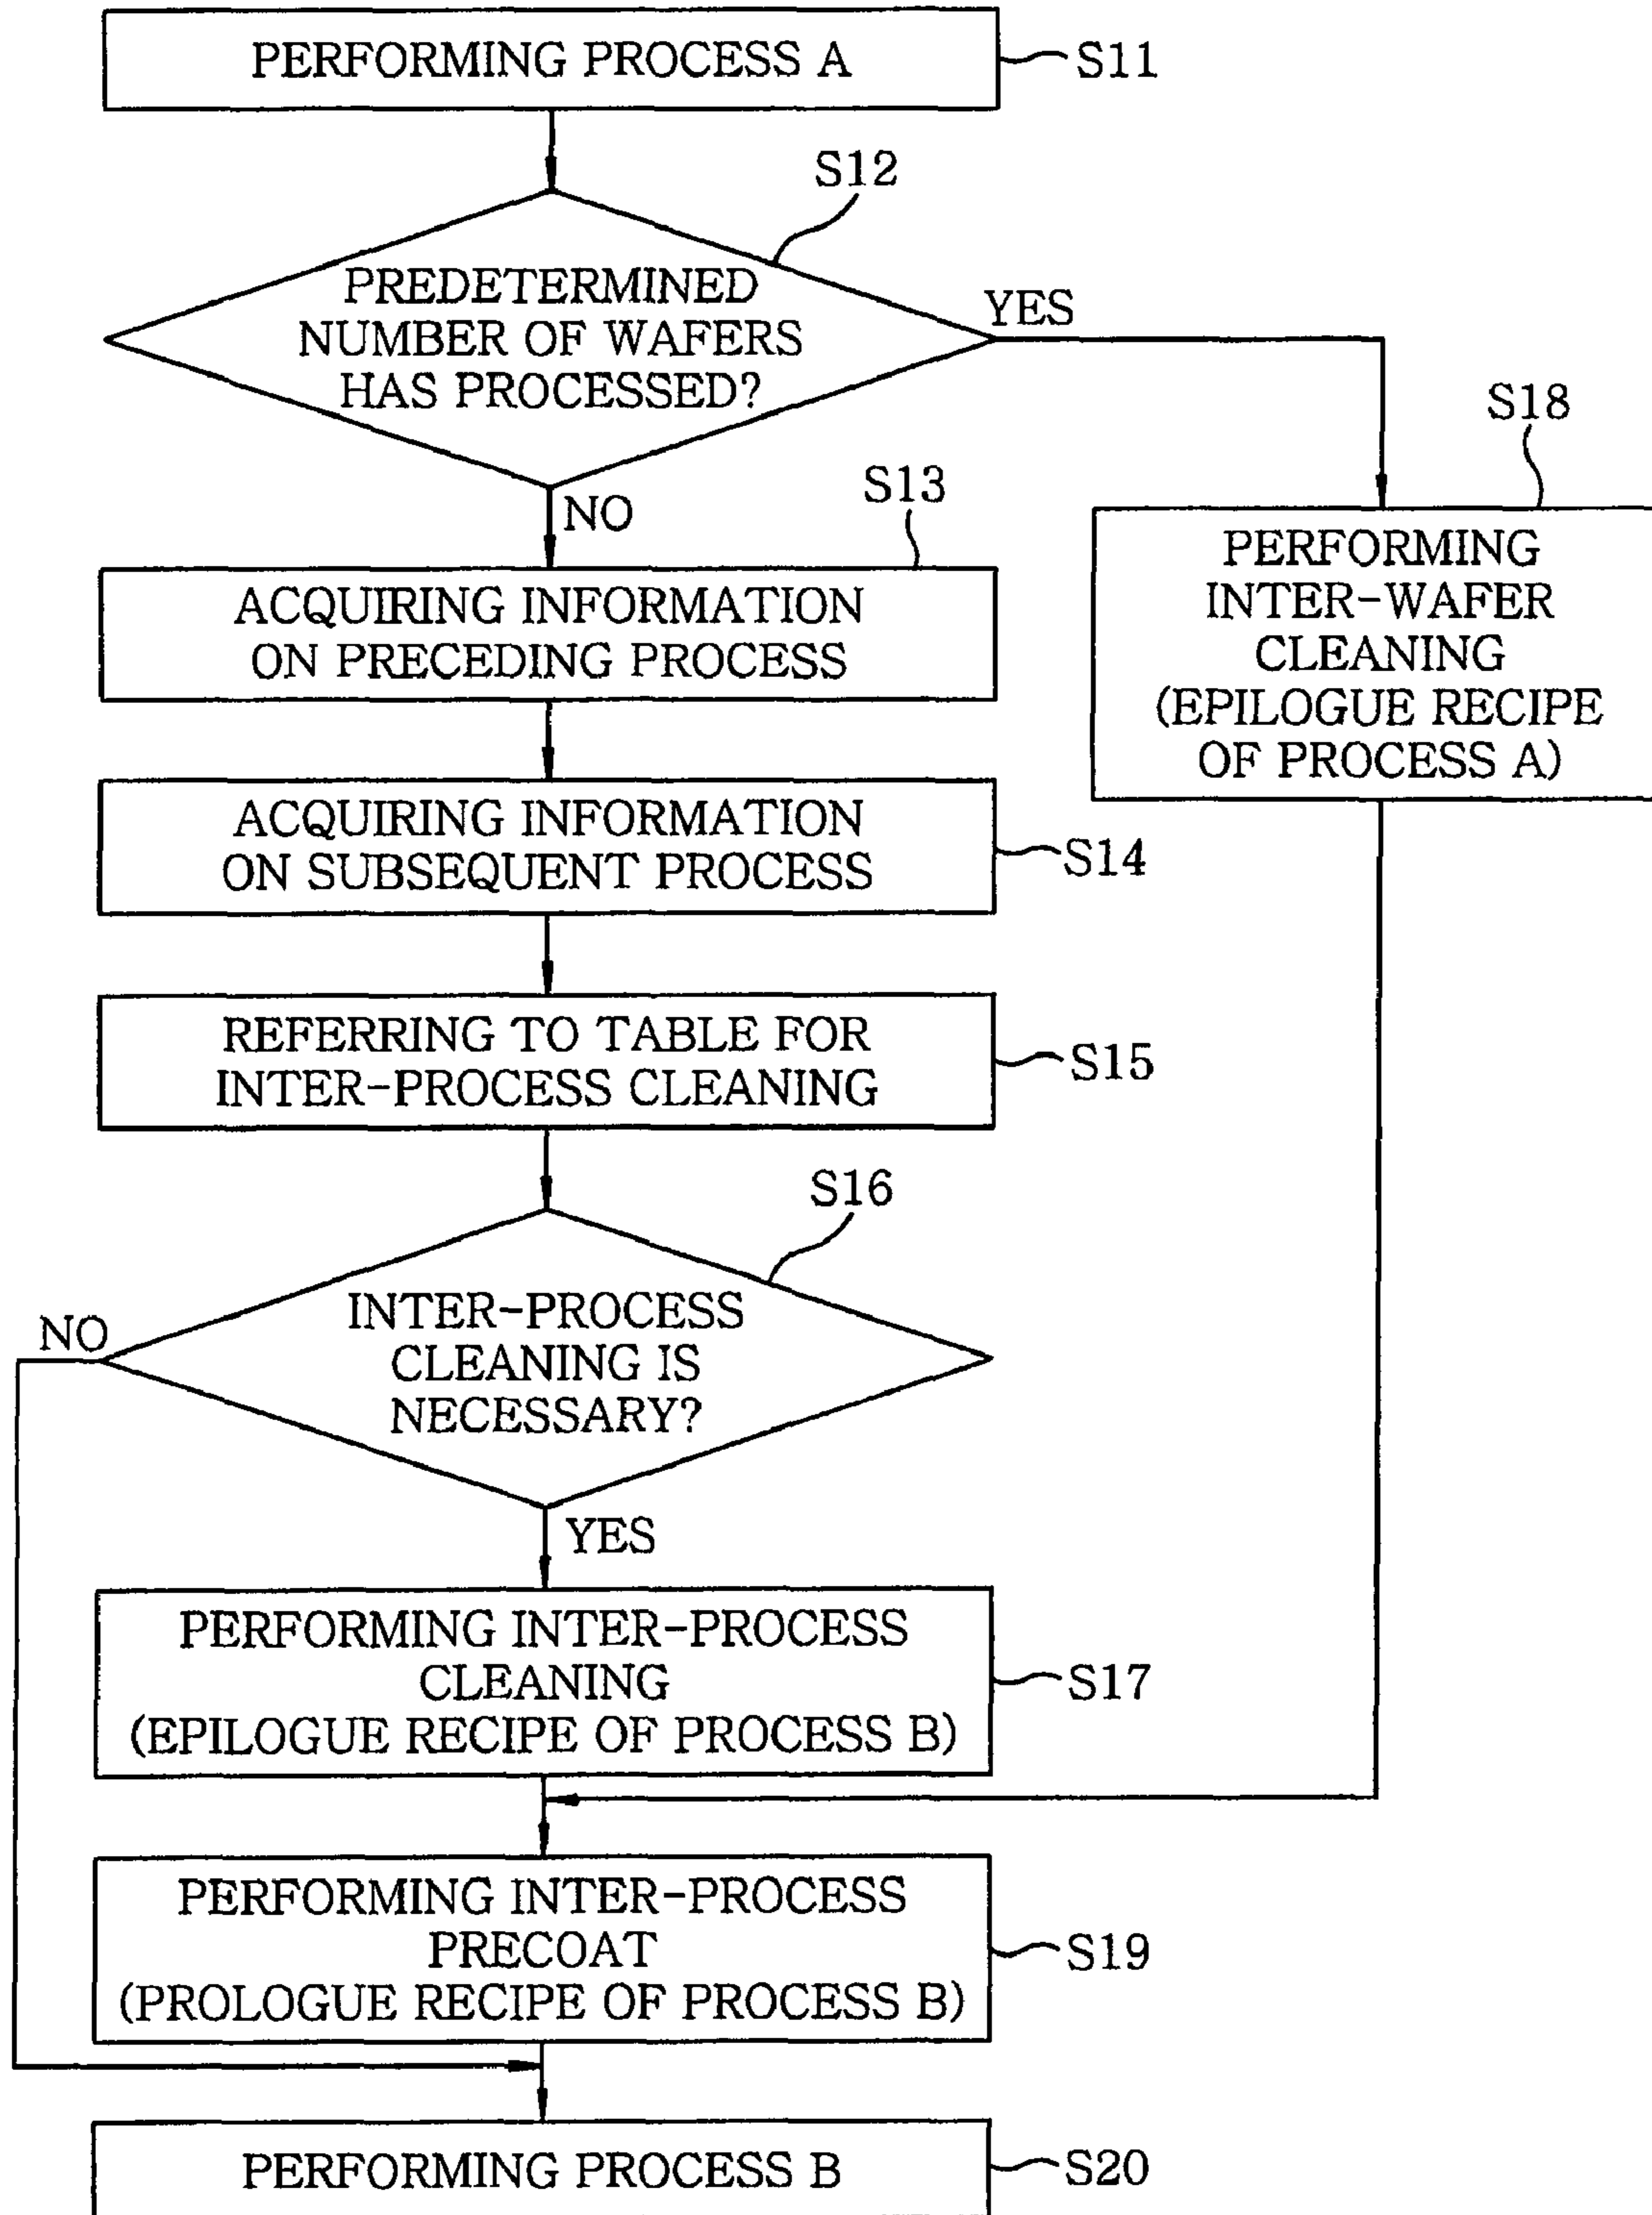 PERFORMING PROCESS A
S11
S12
PREDETERMINED
NUMBER OF WAFERS
HAS PROCESSED?
YES
NO
S13
ACQUIRING INFORMATION
ON PRECEDING PROCESS
S18
PERFORMING
INTER-WAFER
CLEANING
(EPILOGUE RECIPE
OF PROCESS A)
ACQUIRING INFORMATION
ON SUBSEQUENT PROCESS
S14
REFERRING TO TABLE FOR
INTER-PROCESS CLEANING
S15
S16
INTER-PROCESS
CLEANING IS
NECESSARY?
NO
YES
PERFORMING INTER-PROCESS
CLEANING
(EPILOGUE RECIPE OF PROCESS B)
S17
PERFORMING INTER-PROCESS
PRECOAT
(PROLOGUE RECIPE OF PROCESS B)
S19
PERFORMING PROCESS B
S20